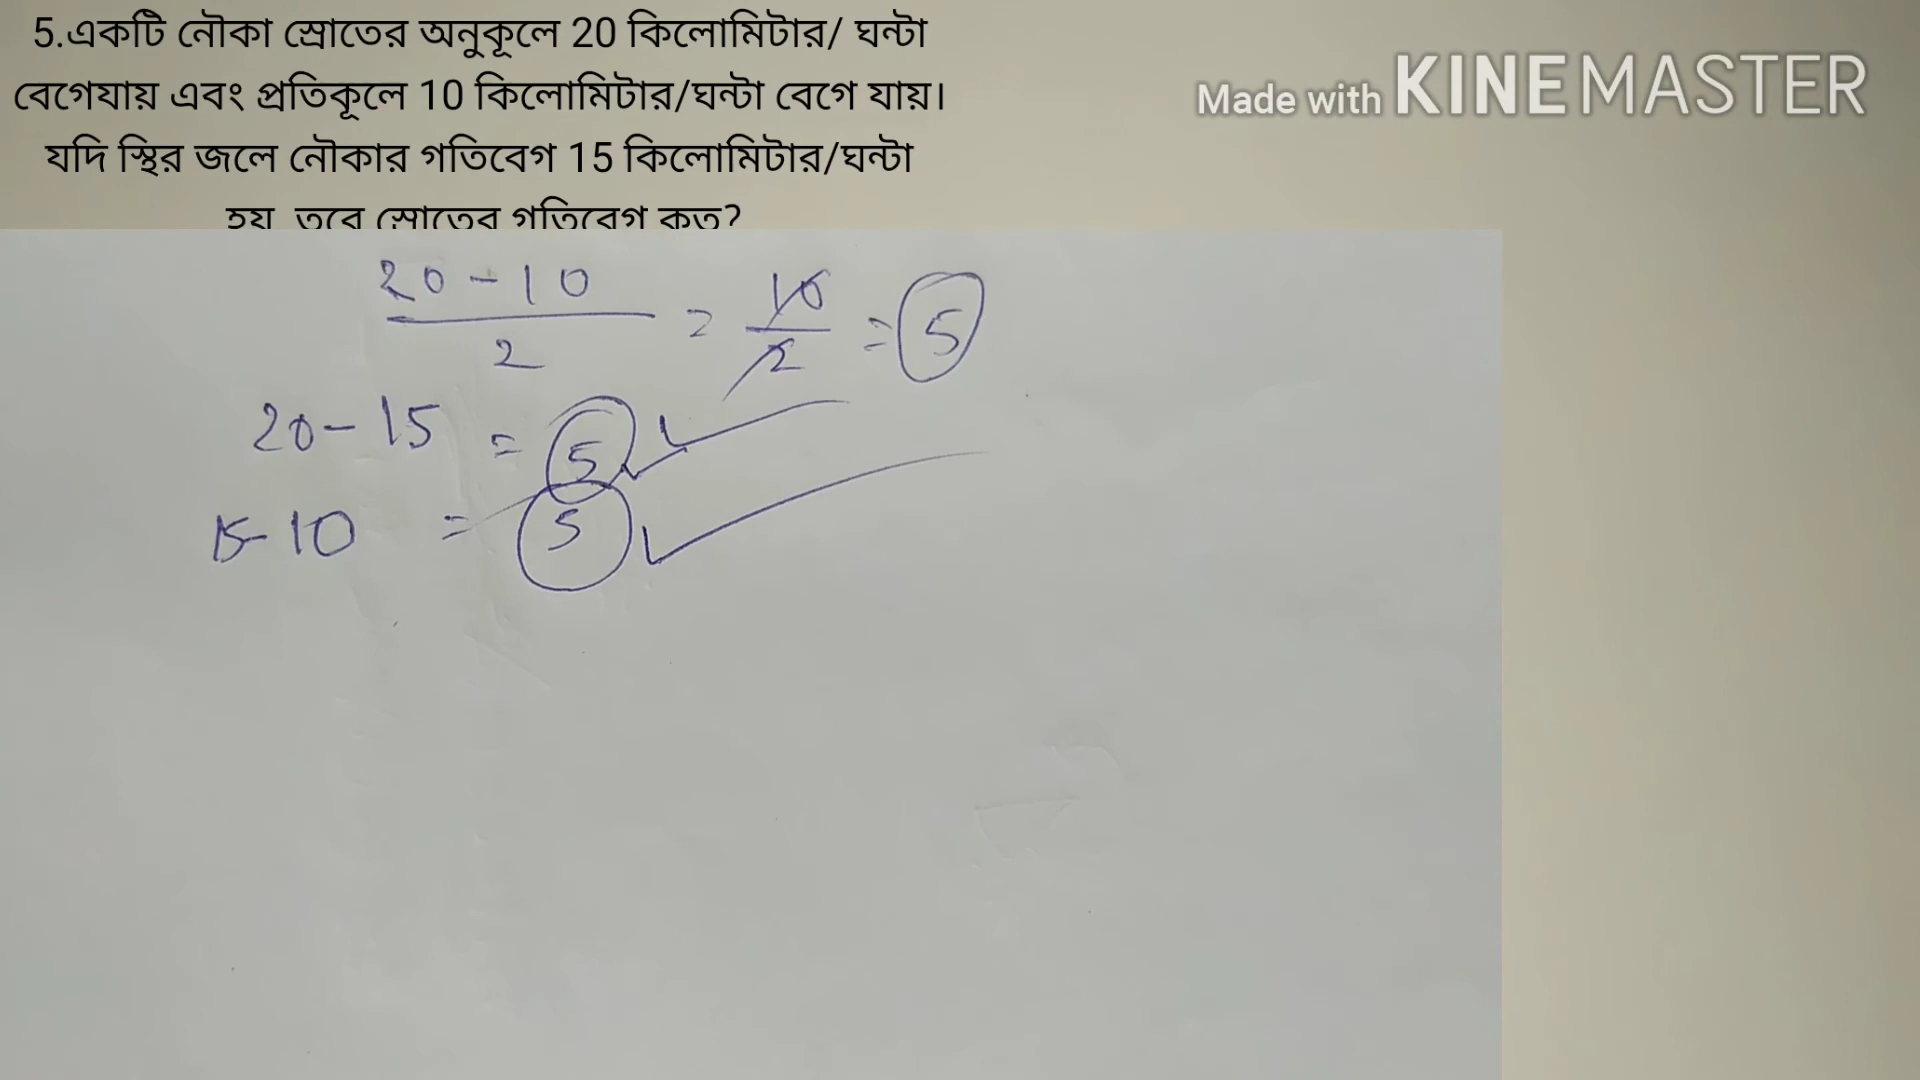 5.একটি নৌকা স্রোতের অনুকূলে 20 কিলোমিটার/ ঘন্টা
বেগেযায় এবং প্রতিকূলে 10 কিলোমিটার/ঘন্টা বেগে যায়।
যদি স্থির জলে নৌকার গতিবেগ 15 কিলোমিটার/ঘন্টা
হয় তবে স্রোতের গতিবেগ কত?
Made with KINEMASTER
20-10
2
= 10/2 = 5
20-15 = 5
15-10 = 5